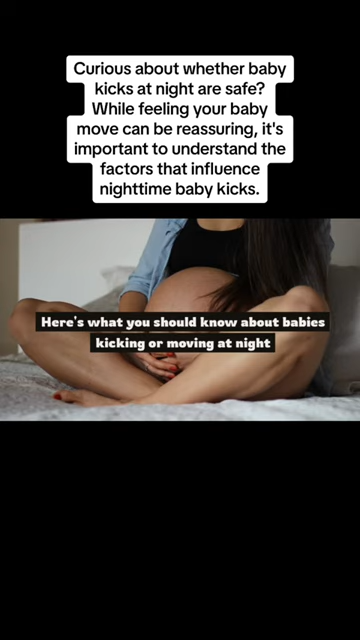 Curious about whether baby
kicks at night are safe?
While feeling your baby
move can be reassuring, it's
important to understand the
factors that influence
nighttime baby kicks.
Here's what you should know about babies
kicking or moving at night